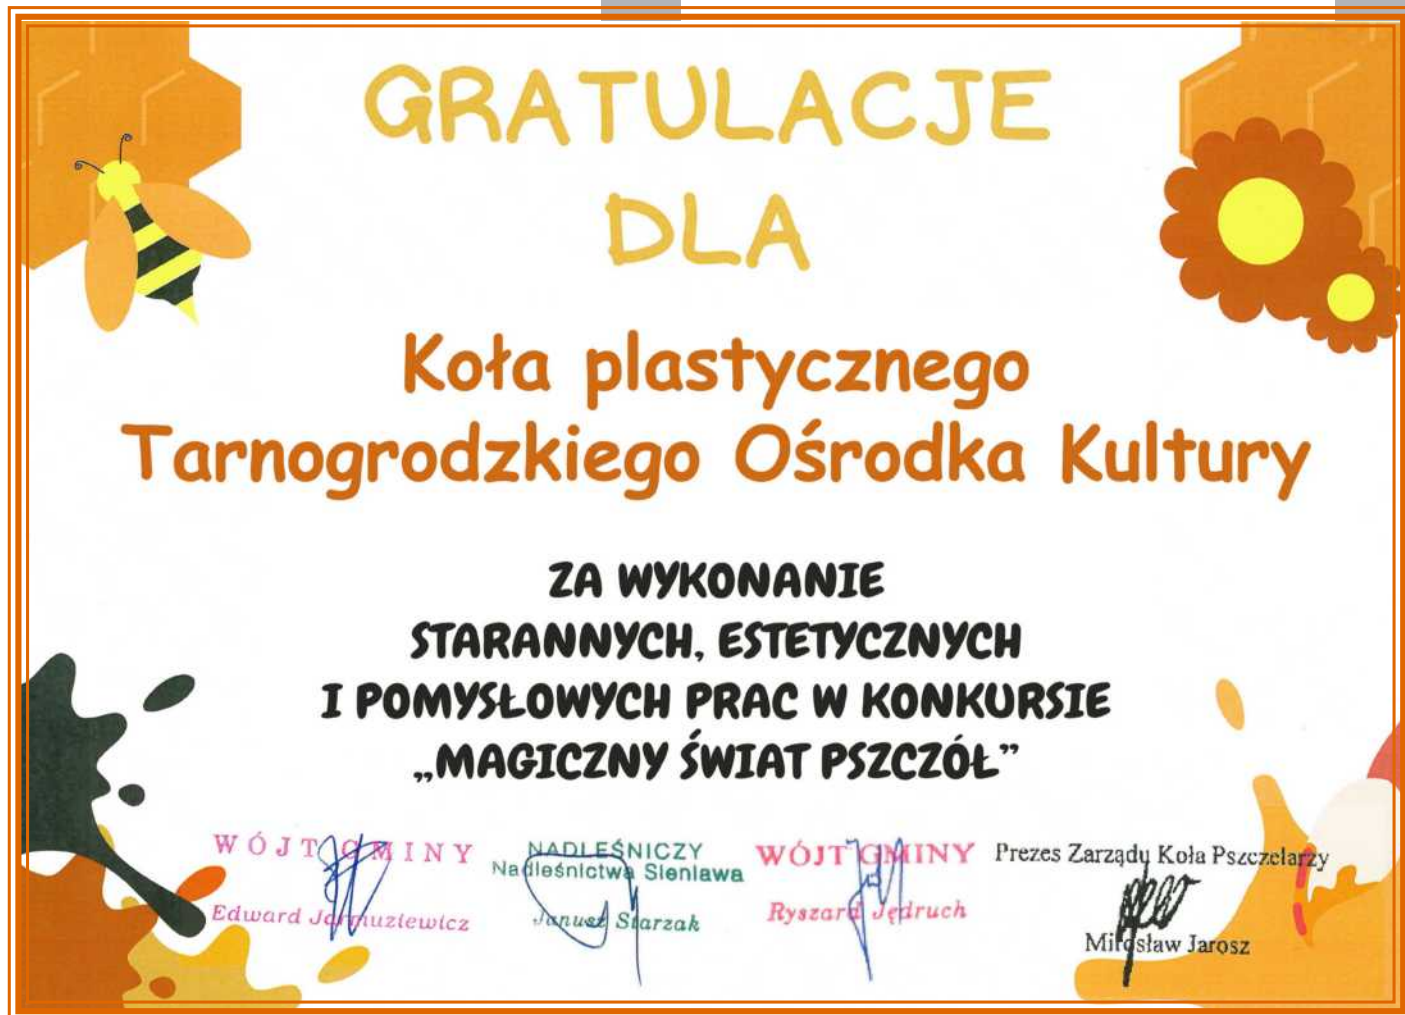 GRATULACJE
DLA
Koła plastycznego
Tarnogrodzkiego Ośrodka Kultury
ZA WYKONANIE
STARANNYCH, ESTETYCZNYCH
I POMYSŁOWYCH PRAC W KONKURSIE
„MAGICZNY ŚWIAT PSZCZÓŁ”
WÓJT GMINY
Edward Jarmuziewicz
NADLEŚNICZY
Nadleśnictwa Sieniawa
Janusz Starzak
WÓJT GMINY
Ryszard Jędruch
Prezes Zarządu Koła Pszczelarzy
Mirosław Jarosz